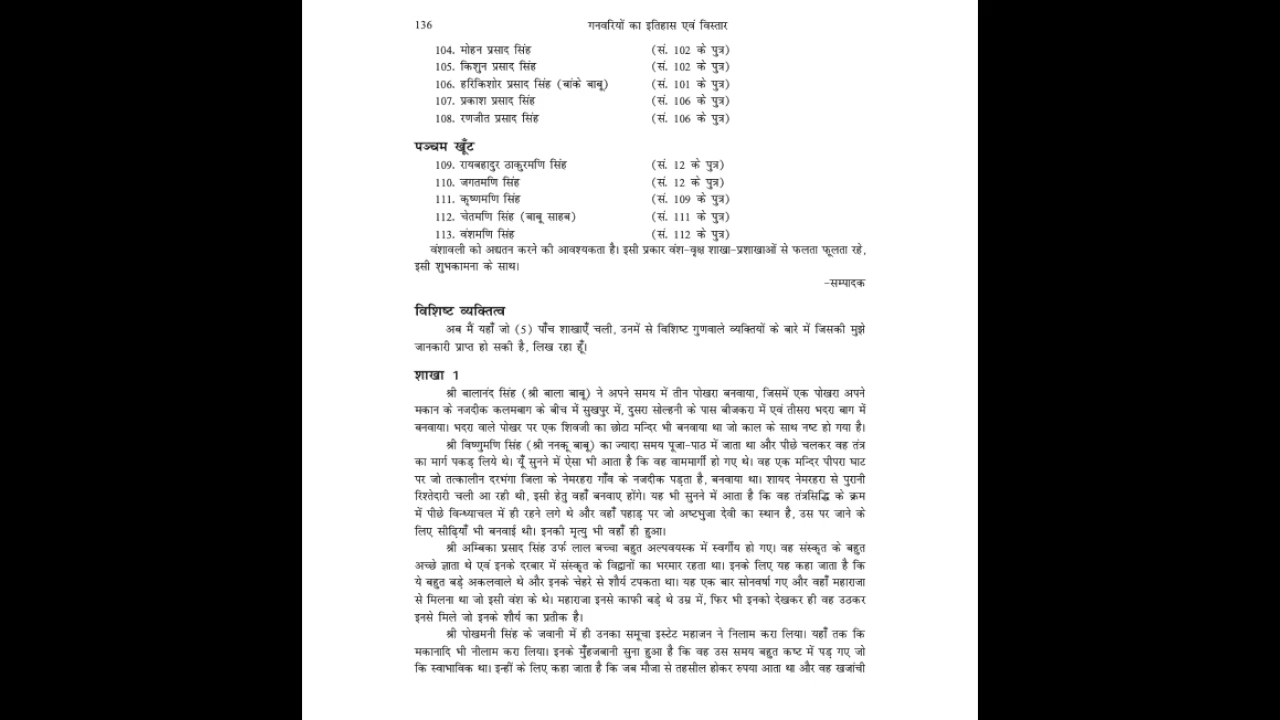 136 गनवरियों का इतिहास एवं विस्तार
104. मोहन प्रसाद सिंह (सं. 102 के पुत्र)
105. किशुन प्रसाद सिंह (सं. 102 के पुत्र)
106. हरिकिशोर प्रसाद सिंह (बांके बाबू) (सं. 101 के पुत्र)
107. प्रकाश प्रसाद सिंह (सं. 106 के पुत्र)
108. रणजीत प्रसाद सिंह (सं. 106 के पुत्र)
पञ्चम खूँट
109. रायबहादुर ठाकुरमणि सिंह (सं. 12 के पुत्र)
110. जगतमणि सिंह (सं. 12 के पुत्र)
111. कृष्णमणि सिंह (सं. 109 के पुत्र)
112. चेतमणि सिंह (बाबू साहब) (सं. 111 के पुत्र)
113. वंशमणि सिंह (सं. 112 के पुत्र)
वंशावली को अद्यतन करने की आवश्यकता है। इसी प्रकार वंश-वृक्ष शाखा-प्रशाखाओं से फलता फूलता रहे,
इसी शुभकामना के साथ।
-सम्पादक
विशिष्ट व्यक्तित्व
अब मैं यहाँ जो (5) पाँच शाखाएँ चली, उनमें से विशिष्ट गुणवाले व्यक्तियों के बारे में जिसकी मुझे
जानकारी प्राप्त हो सकी है, लिख रहा हूँ।
शाखा 1
श्री बालानंद सिंह (श्री बाला बाबू) ने अपने समय में तीन पोखरा बनवाया, जिसमें एक पोखरा अपने
मकान के नजदीक कलमबाग के बीच में सुखपुर में, दुसरा सोल्हनी के पास बीजकरा में एवं तीसरा भदरा बाग में
बनवाया। भदरा वाले पोखर पर एक शिवजी का छोटा मन्दिर भी बनवाया था जो काल के साथ नष्ट हो गया है।
श्री विष्णुमणि सिंह (श्री ननकू बाबू) का ज्यादा समय पूजा-पाठ में जाता था और पीछे चलकर वह तंत्र
का मार्ग पकड़ लिये थे। यूँ सुनने में ऐसा भी आता है कि वह वाममार्गी हो गए थे। वह एक मन्दिर पीपरा घाट
पर जो तत्कालीन दरभंगा जिला के नेमरहरा गाँव के नजदीक पड़ता है, बनवाया था। शायद नेमरहरा से पुरानी
रिश्तेदारी चली आ रही थी, इसी हेतु वहाँ बनवाए होंगे। यह भी सुनने में आता है कि वह तंत्रसिद्धि के क्रम
में पीछे विन्ध्याचल में ही रहने लगे थे और वहाँ पहाड़ पर जो अष्टभुजा देवी का स्थान है, उस पर जाने के
लिए सीढ़ियाँ भी बनवाई थी। इनकी मृत्यु भी वहाँ ही हुआ।
श्री अम्बिका प्रसाद सिंह उर्फ लाल बच्चा बहुत अल्पवयस्क में स्वर्गीय हो गए। वह संस्कृत के बहुत
अच्छे ज्ञाता थे एवं इनके दरबार में संस्कृत के विद्वानों का भरमार रहता था। इनके लिए यह कहा जाता है कि
ये बहुत बड़े अकलवाले थे और इनके चेहरे से शौर्य टपकता था। यह एक बार सोनवर्षा गए और वहाँ महाराजा
से मिलना था जो इसी वंश के थे। महाराजा इनसे काफी बड़े थे उम्र में, फिर भी इनको देखकर ही वह उठकर
इनसे मिले जो इनके शौर्य का प्रतीक है।
श्री पोखमनी सिंह के जवानी में ही उनका समूचा इस्टेट महाजन ने निलाम करा लिया। यहाँ तक कि
मकानादि भी नीलाम करा लिया। इनके मुँहजबानी सुना हुआ है कि वह उस समय बहुत कष्ट में पड़ गए जो
कि स्वाभाविक था। इन्हीं के लिए कहा जाता है कि जब मौजा से तहसील होकर रुपया आता था और वह खजांची